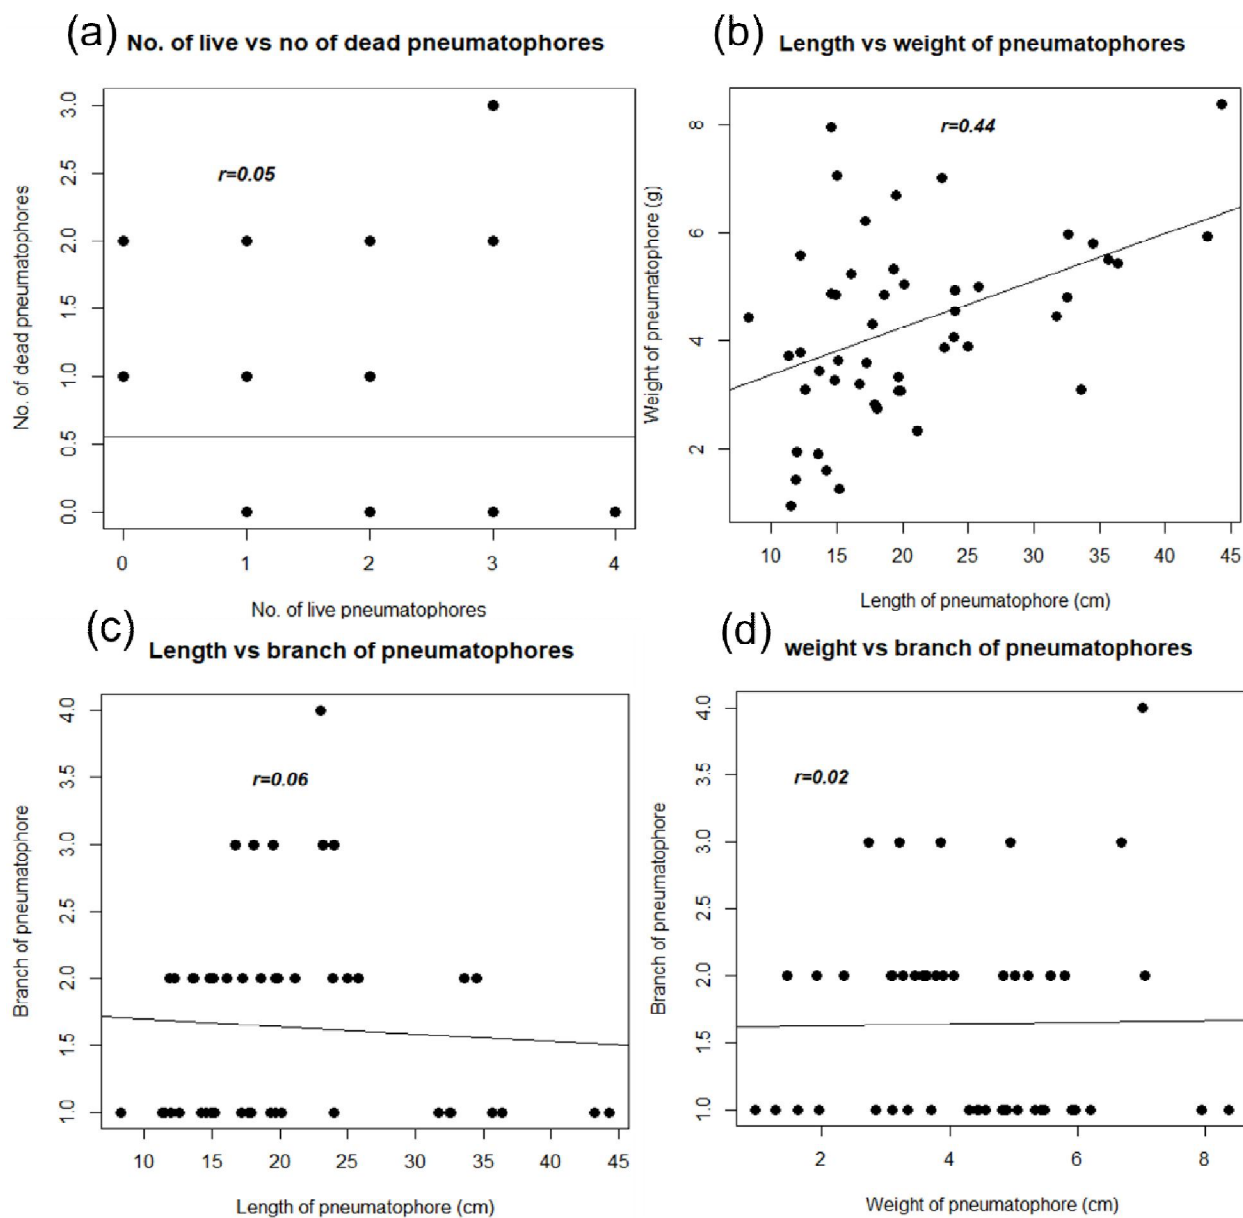 (a) No. of live vs no of dead pneumatophores
3.0
2.5
2.0
1.5
1.0
0.5
0.0
No. of dead pneumatophores
r=0.05
0 1 2 3 4
No. of live pneumatophores
(b) Length vs weight of pneumatophores
8
6
4
2
Weight of pneumatophore (g)
r=0.44
10 15 20 25 30 35 40 45
Length of pneumatophore (cm)
(c) Length vs branch of pneumatophores
4.0
3.5
3.0
2.5
2.0
1.5
1.0
Branch of pneumatophore
r=0.06
10 15 20 25 30 35 40 45
Length of pneumatophore (cm)
(d) weight vs branch of pneumatophores
4.0
3.5
3.0
2.5
2.0
1.5
1.0
Branch of pneumatophore
r=0.02
2 4 6 8
Weight of pneumatophore (cm)